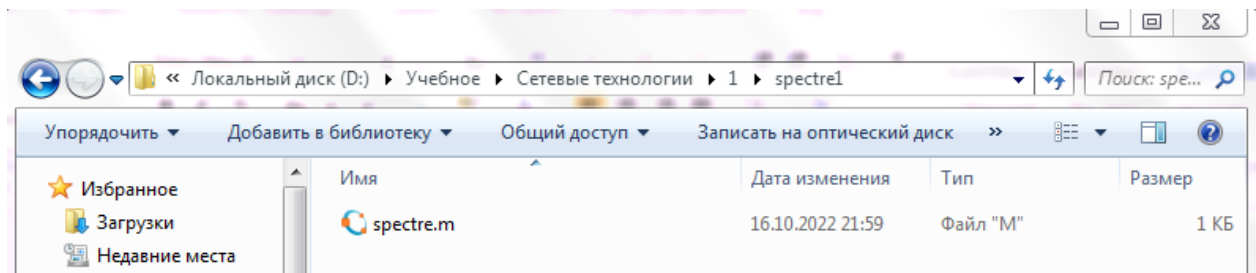 « Локальный диск (D:) ▸ Учебное ▸ Сетевые технологии ▸ 1 ▸ spectre1 Поиск: spe...
Упорядочить ▾ Добавить в библиотеку ▾ Общий доступ ▾ Записать на оптический диск »
Избранное Имя Дата изменения Тип Размер
Загрузки spectre.m 16.10.2022 21:59 Файл "M" 1 КБ
Недавние места